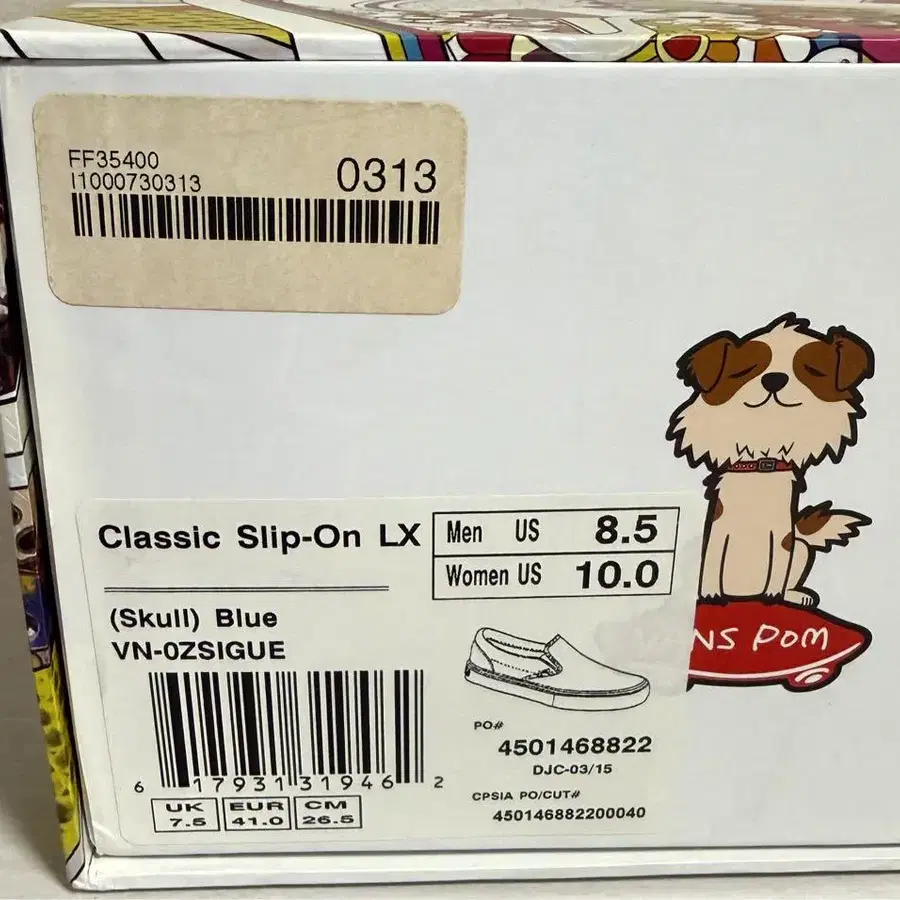 FF35400
I1000730313
0313
Classic Slip-On LX
Men US 8.5
Women US 10.0
(Skull) Blue
VN-0ZSIGUE
NS POM
6 17931 31946 2
UK
7.5
EUR
41.0
CM
26.5
PO#
4501468822
DJC-03/15
CPSIA PO/CUT#
450146882200040